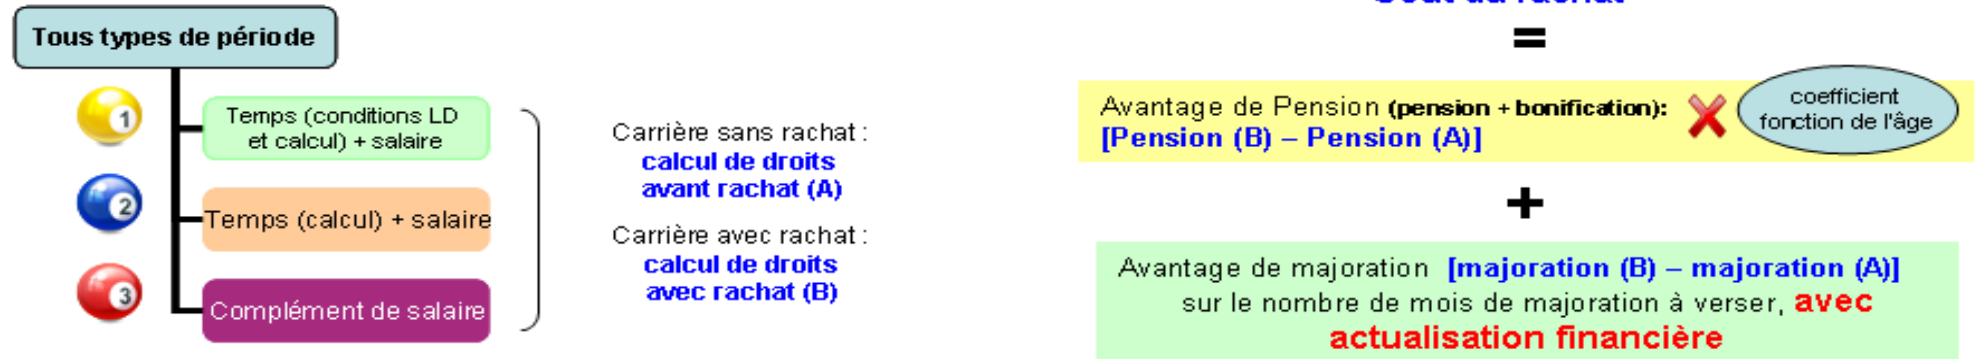 Tous types de période
1
Temps (conditions LD
et calcul) + salaire
2
Temps (calcul) + salaire
3
Complément de salaire
Carrière sans rachat :
calcul de droits
avant rachat (A)
Carrière avec rachat :
calcul de droits
avec rachat (B)
du rachat
=
Avantage de Pension (pension + bonification):
[Pension (B) – Pension (A)]
coefficient
fonction de l'âge
+
Avantage de majoration [majoration (B) – majoration (A)]
sur le nombre de mois de majoration à verser, avec
actualisation financière